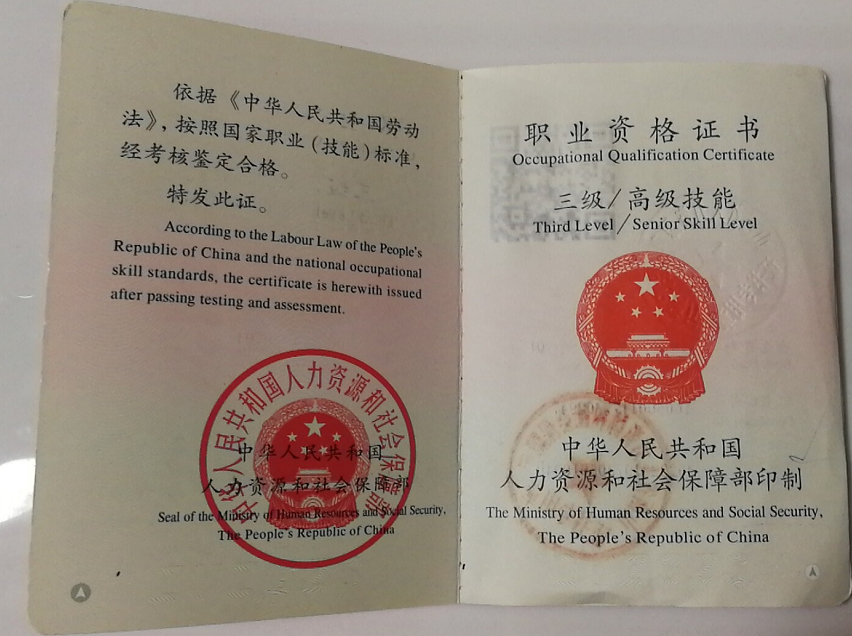 依据《中华人民共和国劳动
法》，按照国家职业（技能）标准，
经考核鉴定合格。
特发此证。
According to the Labour Law of the People's
Republic of China and the national occupational
skill standards, the certificate is herewith issued
after passing testing and assessment.
中华人民共和国人力资源和社会保障部
中华人民共和国
人力资源和社会保障部
Seal of the Ministry of Human Resources and Social Security,
The People's Republic of China
职业资格证书
Occupational Qualification Certificate
三级/高级技能
Third Level/Senior Skill Level
中华人民共和国
人力资源和社会保障部印制
The Ministry of Human Resources and Social Security,
The People's Republic of China